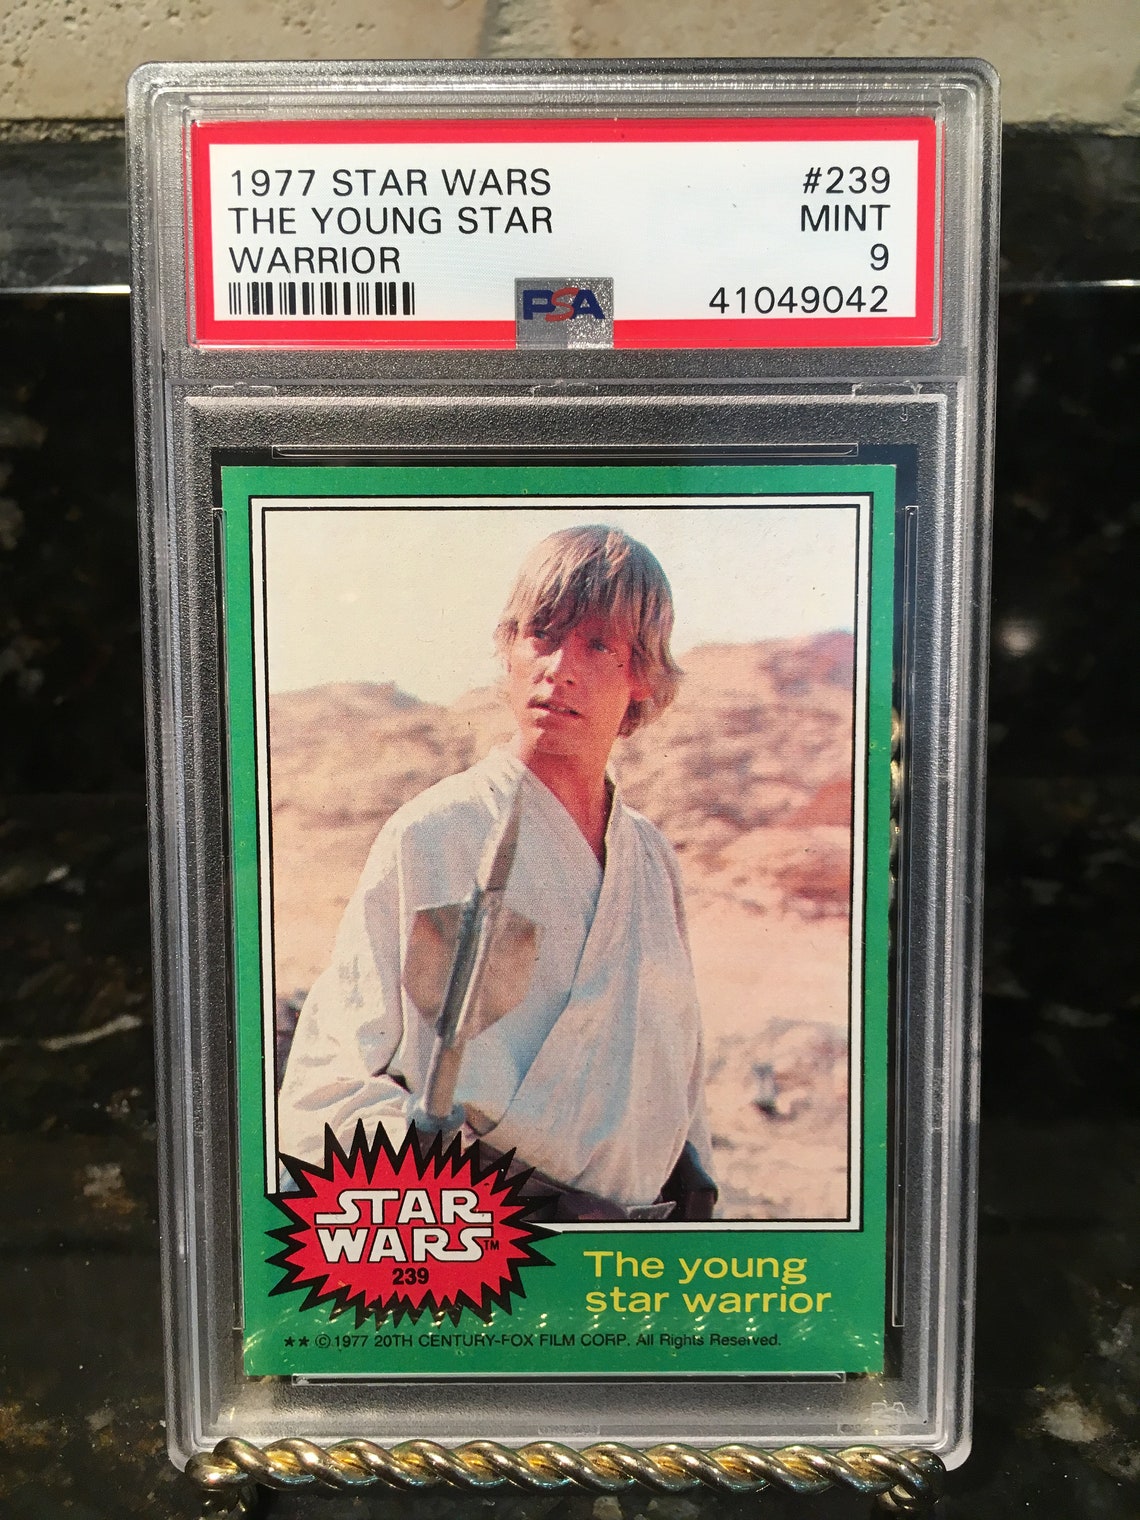 1977 STAR WARS #239
THE YOUNG STAR MINT
WARRIOR 9
PSA 41049042
STAR
WARS™
239
The young
star warrior
★★ ©1977 20TH CENTURY-FOX FILM CORP. All Rights Reserved.